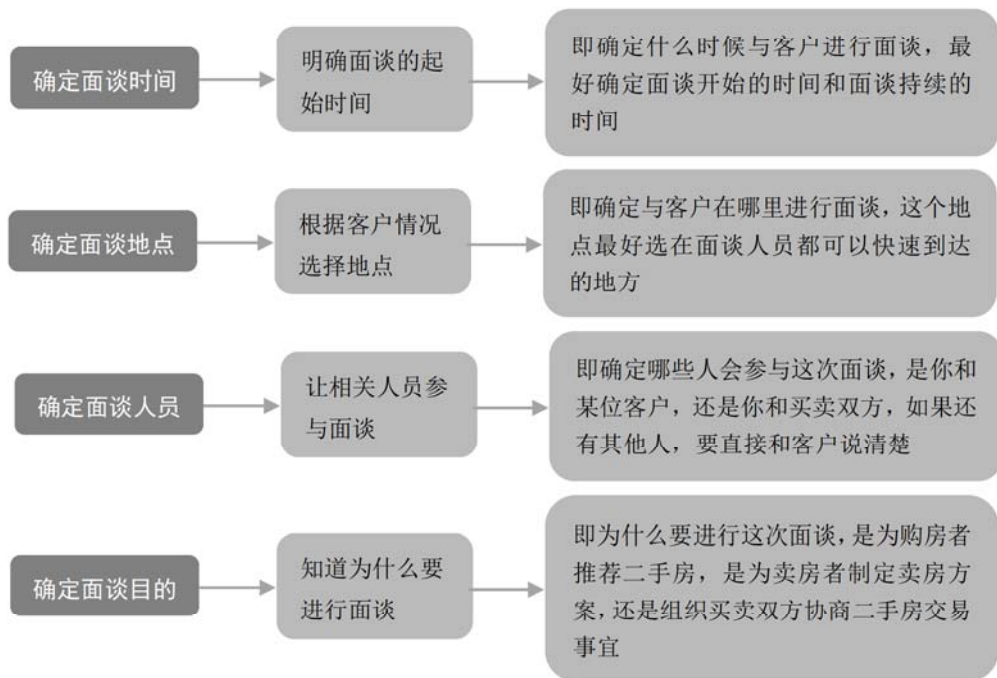 确定面谈时间
明确面谈的起
始时间
即确定什么时候与客户进行面谈，最
好确定面谈开始的时间和面谈持续的
时间
确定面谈地点
根据客户情况
选择地点
即确定与客户在哪里进行面谈，这个地
点最好选在面谈人员都可以快速到达
的地方
确定面谈人员
让相关人员参
与面谈
即确定哪些人会参与这次面谈，是你和
某位客户，还是你和买卖双方，如果还
有其他人，要直接和客户说清楚
确定面谈目的
知道为什么要
进行面谈
即为什么要进行这次面谈，是为购房者
推荐二手房，是为卖房者制定卖房方
案，还是组织买卖双方协商二手房交易
事宜